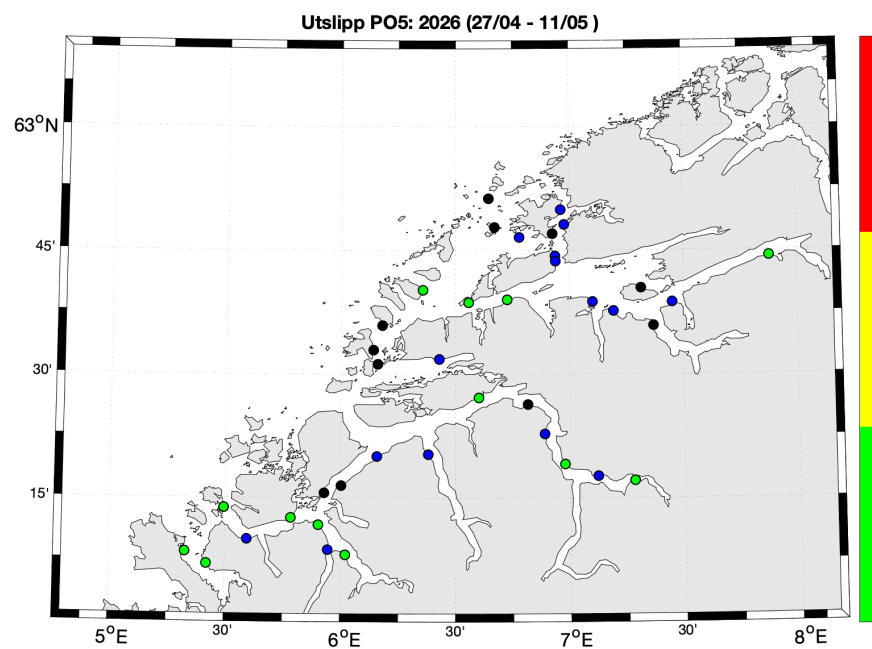 Utslipp PO5: 2026 (27/04 - 11/05 )
63°N
45'
30'
15'
5°E
30'
6°E
30'
7°E
30'
8°E